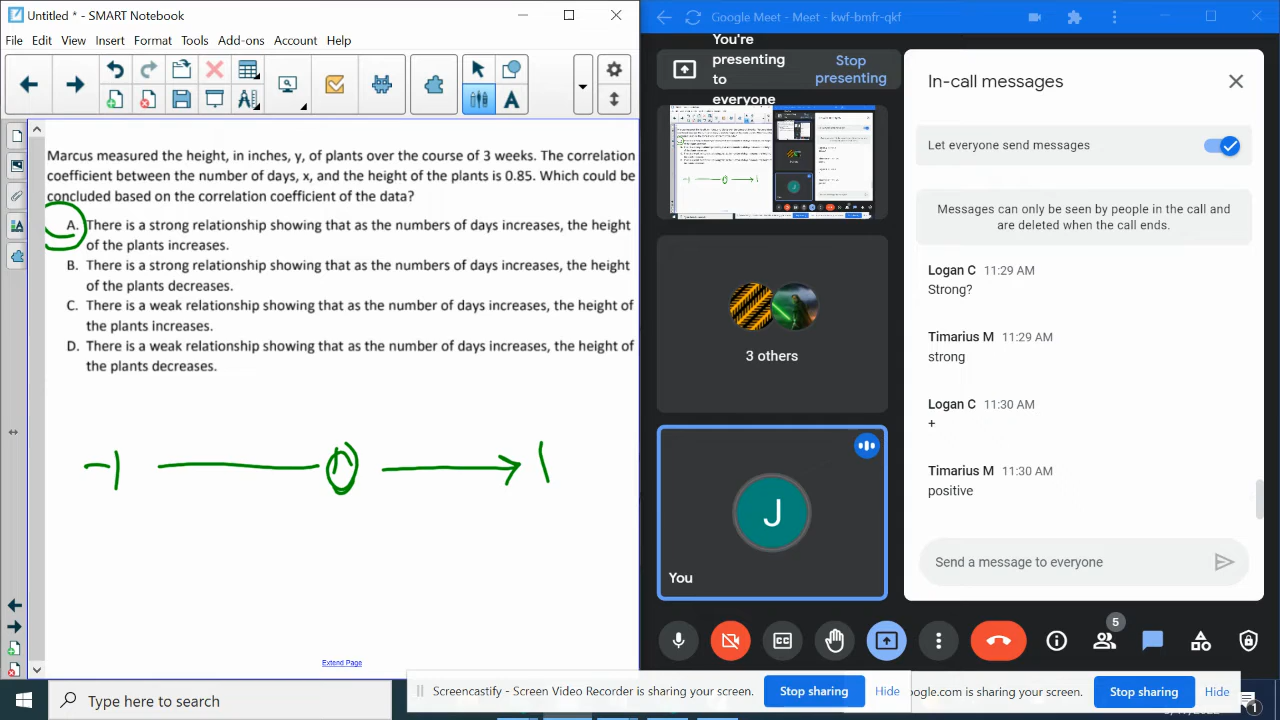 Untitled * - SMART Notebook
File Edit View Insert Format Tools Add-ons Account Help
Marcus measured the height, in inches, y, of plants over the course of 3 weeks. The correlation
coefficient between the number of days, x, and the height of the plants is 0.85. Which could be
concluded based on the correlation coefficient of the data?
A. There is a strong relationship showing that as the numbers of days increases, the height
of the plants increases.
B. There is a strong relationship showing that as the numbers of days increases, the height
of the plants decreases.
C. There is a weak relationship showing that as the number of days increases, the height of
the plants increases.
D. There is a weak relationship showing that as the number of days increases, the height of
the plants decreases.
-1 0 1
Extend Page
Google Meet - Meet - kwf-bmfr-qkf
You're
presenting
to
everyone
Stop
presenting
3 others
J
You
In-call messages
Let everyone send messages
Messages can only be seen by people in the call and
are deleted when the call ends.
Logan C 11:29 AM
Strong?
Timarius M 11:29 AM
strong
Logan C 11:30 AM
+
Timarius M 11:30 AM
positive
Send a message to everyone
CC
5
Screencastify - Screen Video Recorder is sharing your screen. Stop sharing Hide
google.com is sharing your screen. Stop sharing Hide
Type here to search
1